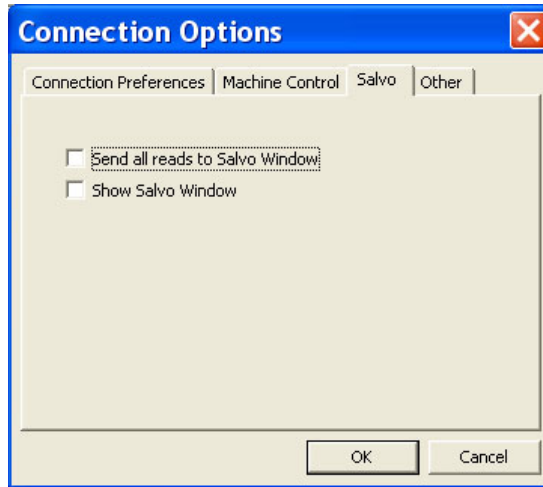 Connection Options
Connection Preferences Machine Control Salvo Other
Send all reads to Salvo Window
Show Salvo Window
OK Cancel